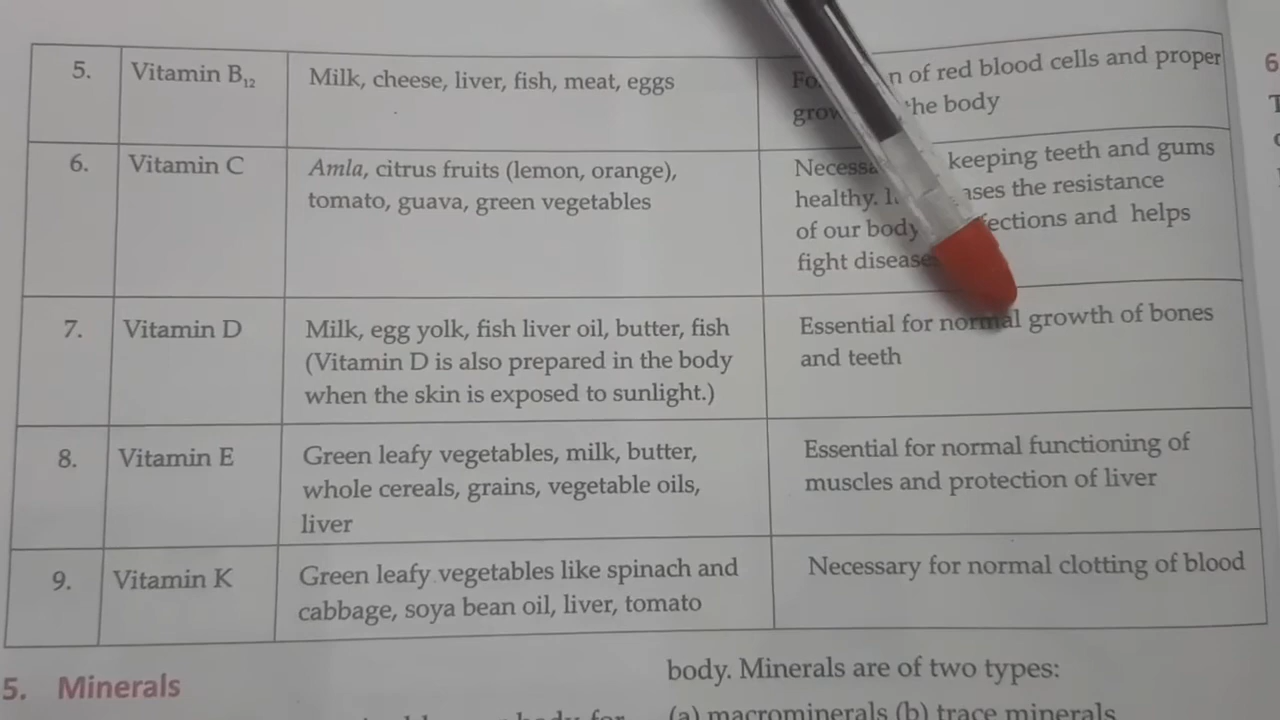 5. Vitamin B12 Milk, cheese, liver, fish, meat, eggs n of red blood cells and proper
the body
6. Vitamin C Amla, citrus fruits (lemon, orange), keeping teeth and gums
tomato, guava, green vegetables healthy. the resistance
of our body and helps
fight
7. Vitamin D Milk, egg yolk, fish liver oil, butter, fish Essential for normal growth of bones
(Vitamin D is also prepared in the body and teeth
when the skin is exposed to sunlight.)
8. Vitamin E Green leafy vegetables, milk, butter, Essential for normal functioning of
whole cereals, grains, vegetable oils, muscles and protection of liver
liver
9. Vitamin K Green leafy vegetables like spinach and Necessary for normal clotting of blood
cabbage, soya bean oil, liver, tomato
5. Minerals
body. Minerals are of two types:
(a) macrominerals (b) trace minerals
6